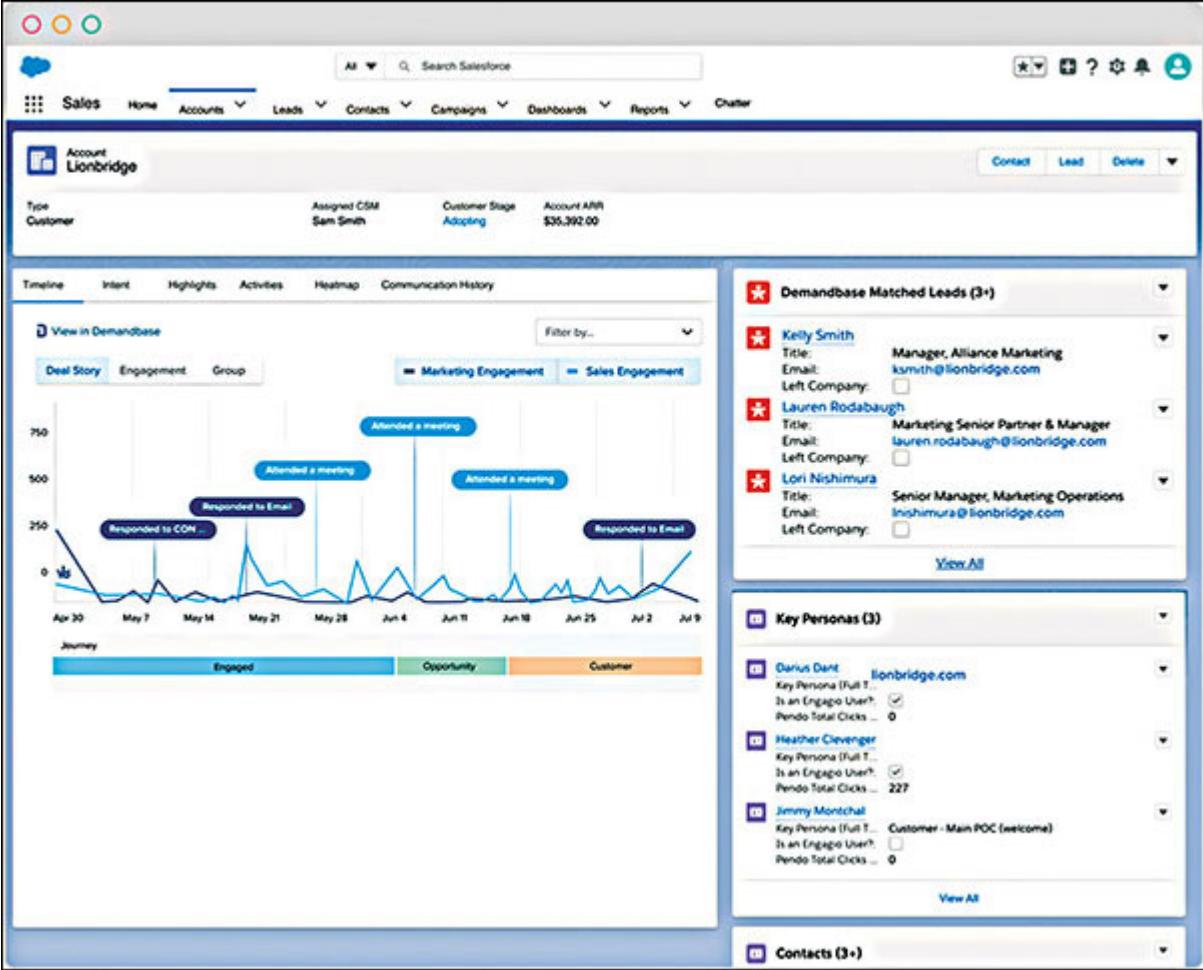 All
Search Salesforce
Sales
Home
Accounts
Leads
Contacts
Campaigns
Dashboards
Reports
Chatter
Account
Lionbridge
Contact
Lead
Delete
Type
Customer
Assigned CSM
Sam Smith
Customer Stage
Adopting
Account ARR
$35,392.00
Timeline
Intent
Highlights
Activities
Heatmap
Communication History
View in Demandbase
Filter by...
Deal Story
Engagement
Group
Marketing Engagement
Sales Engagement
750
500
250
0
Attended a meeting
Attended a meeting
Attended a meeting
Responded to Email
Responded to CON ...
Responded to Email
Apr 30
May 7
May 14
May 21
May 28
Jun 4
Jun 11
Jun 18
Jun 25
Jul 2
Jul 9
Journey
Engaged
Opportunity
Customer
Demandbase Matched Leads (3+)
Kelly Smith
Title: Manager, Alliance Marketing
Email: ksmith@lionbridge.com
Left Company:
Lauren Rodabaugh
Title: Marketing Senior Partner & Manager
Email: lauren.rodabaugh@lionbridge.com
Left Company:
Lori Nishimura
Title: Senior Manager, Marketing Operations
Email: lnishimura@lionbridge.com
Left Company:
View All
Key Personas (3)
Darius Dant
lionbridge.com
Key Persona (Full T...
Is an Engagio User?:
Pendo Total Clicks ... 0
Heather Clevenger
Key Persona (Full T...
Is an Engagio User?:
Pendo Total Clicks ... 227
Jimmy Montchal
Key Persona (Full T... Customer - Main POC (welcome)
Is an Engagio User?:
Pendo Total Clicks ... 0
View All
Contacts (3+)